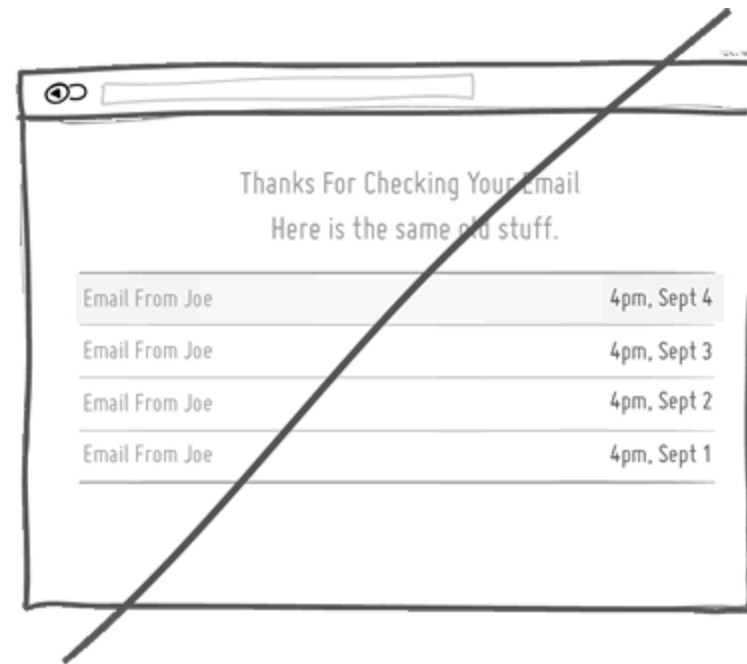 Thanks For Checking Your Email
Here is the same old stuff.
Email From Joe 4pm, Sept 4
Email From Joe 4pm, Sept 3
Email From Joe 4pm, Sept 2
Email From Joe 4pm, Sept 1